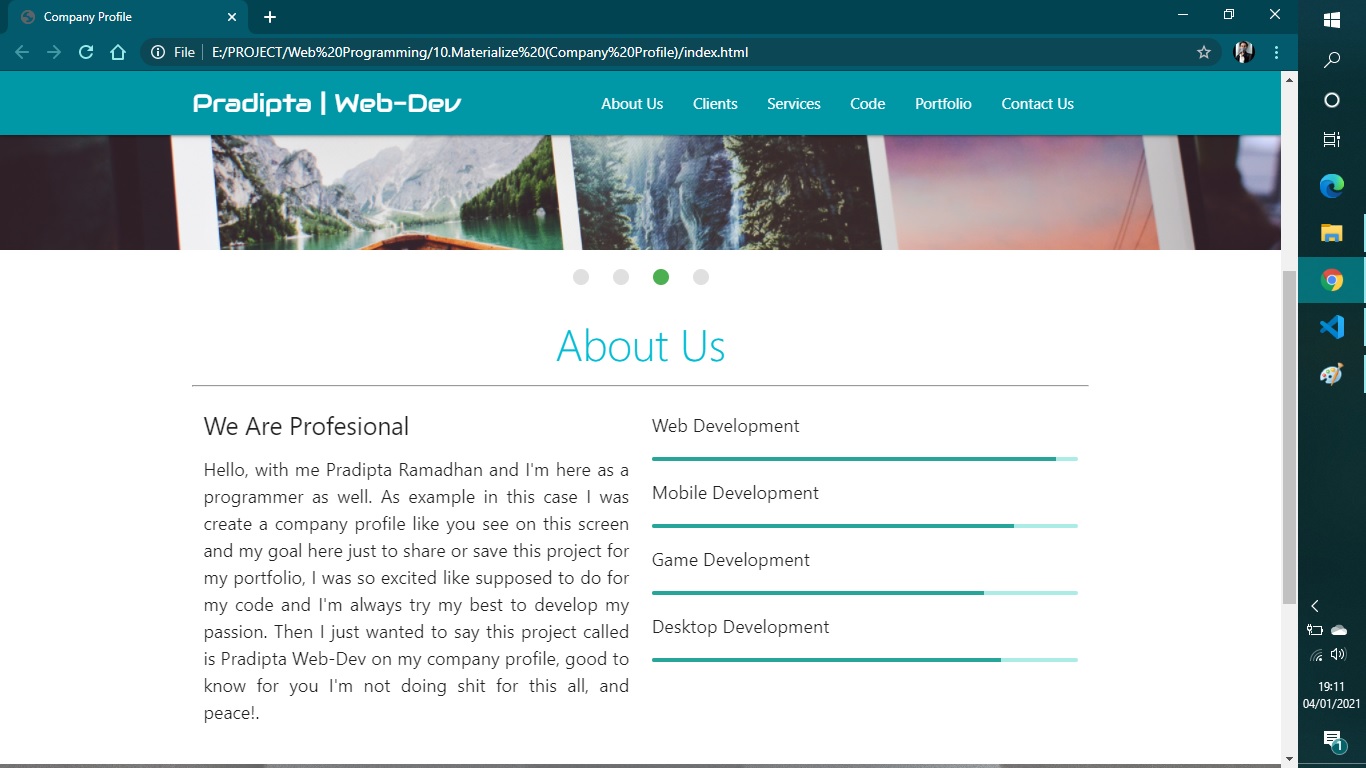 Company Profile
File E:/PROJECT/Web%20Programming/10.Materialize%20(Company%20Profile)/index.html
Pradipta | Web-Dev
About Us Clients Services Code Portfolio Contact Us
About Us
We Are Profesional
Hello, with me Pradipta Ramadhan and I'm here as a
programmer as well. As example in this case I was
create a company profile like you see on this screen
and my goal here just to share or save this project for
my portfolio, I was so excited like supposed to do for
my code and I'm always try my best to develop my
passion. Then I just wanted to say this project called
is Pradipta Web-Dev on my company profile, good to
know for you I'm not doing shit for this all, and
peace!.
Web Development
Mobile Development
Game Development
Desktop Development
19:11
04/01/2021
1